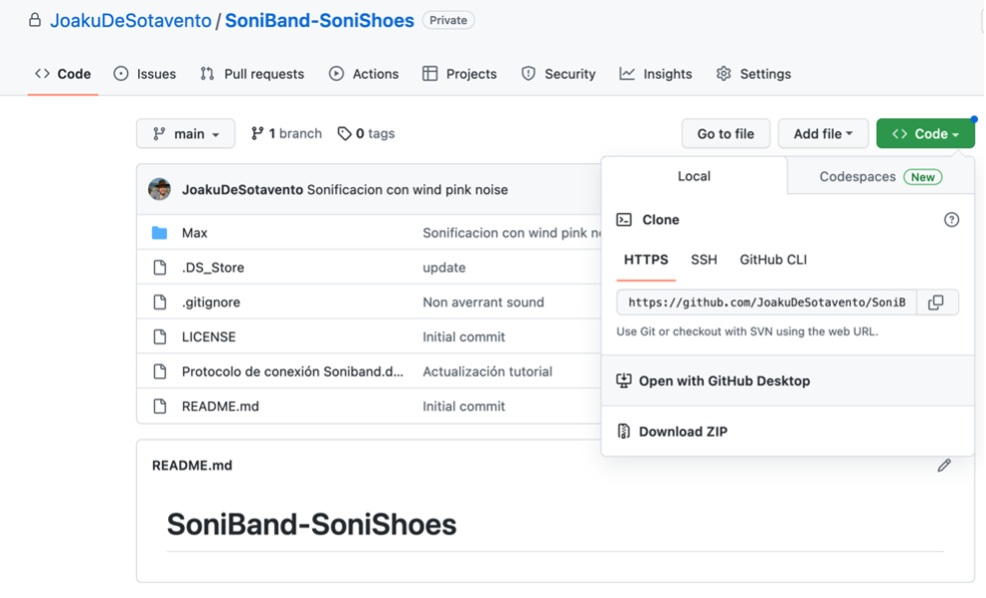 JoakuDeSotavento / SoniBand-SoniShoes Private
<> Code Issues Pull requests Actions Projects Security Insights Settings
main 1 branch 0 tags Go to file Add file <> Code
JoakuDeSotavento Sonificacion con wind pink noise
Max Sonificacion con wind pink
.DS_Store update
.gitignore Non averrant sound
LICENSE Initial commit
Protocolo de conexión Soniband.d... Actualización tutorial
README.md Initial commit
Local Codespaces New
Clone
HTTPS SSH GitHub CLI
https://github.com/JoakuDeSotavento/SoniB
Use Git or checkout with SVN using the web URL.
Open with GitHub Desktop
Download ZIP
README.md
SoniBand-SoniShoes